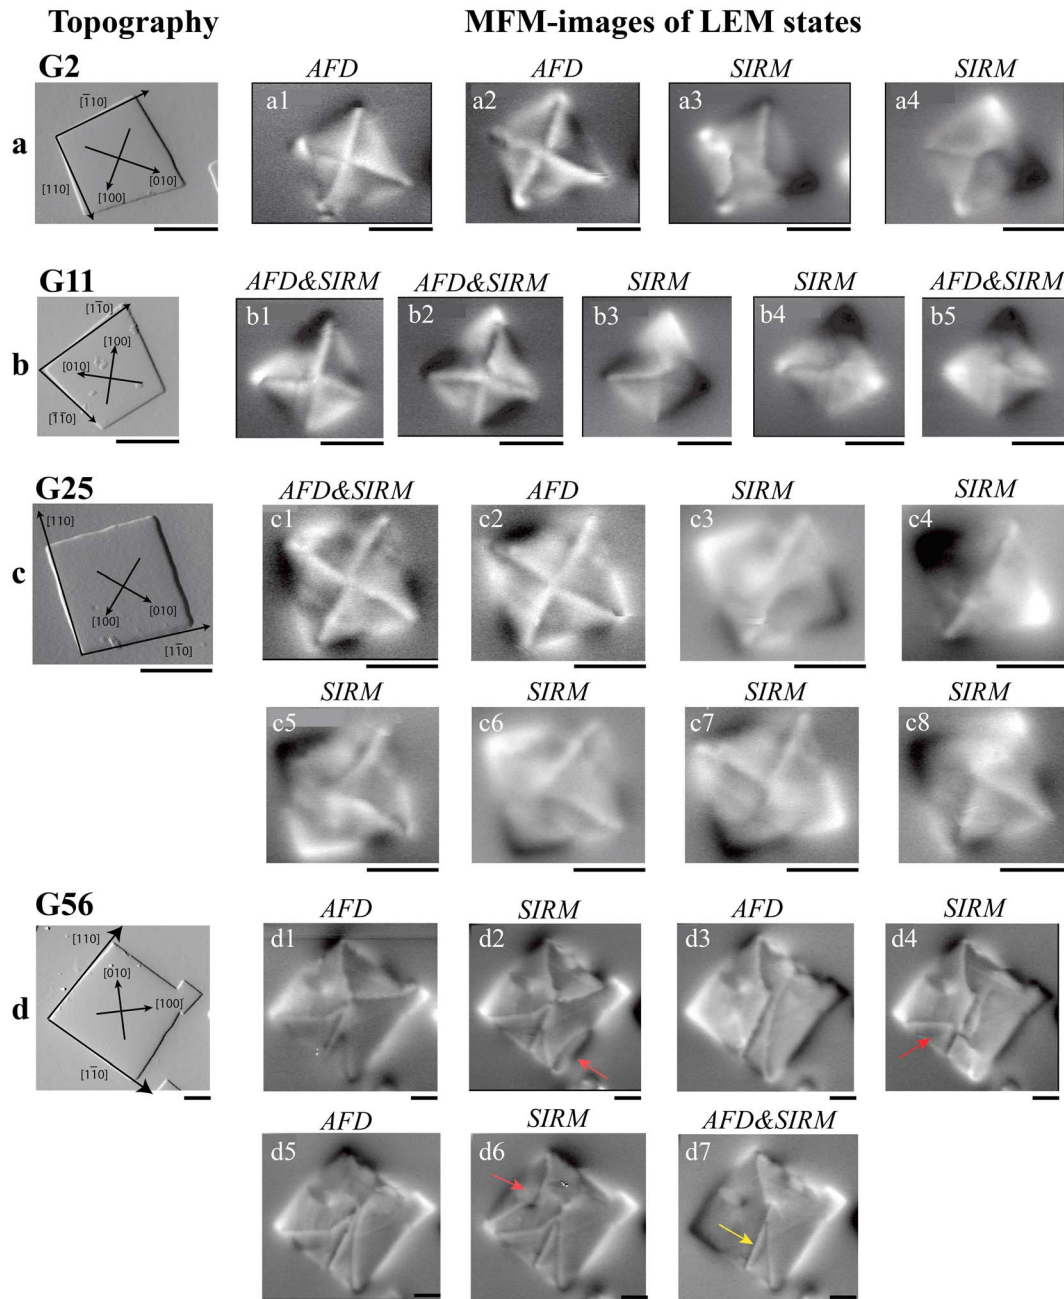 Topography MFM-images of LEM states
G2 AFD AFD SIRM SIRM
a [1̅10] [110] [100] [010] a1 a2 a3 a4
G11 AFD&SIRM AFD&SIRM SIRM SIRM AFD&SIRM
b [11̅0] [100] [010] [1̅1̅0] b1 b2 b3 b4 b5
G25 AFD&SIRM AFD SIRM SIRM
c [110] [010] [100] [11̅0] c1 c2 c3 c4
SIRM SIRM SIRM SIRM
c5 c6 c7 c8
G56 AFD SIRM AFD SIRM
d [110] [010] [100] [11̅0] d1 d2 d3 d4
AFD SIRM AFD&SIRM
d5 d6 d7